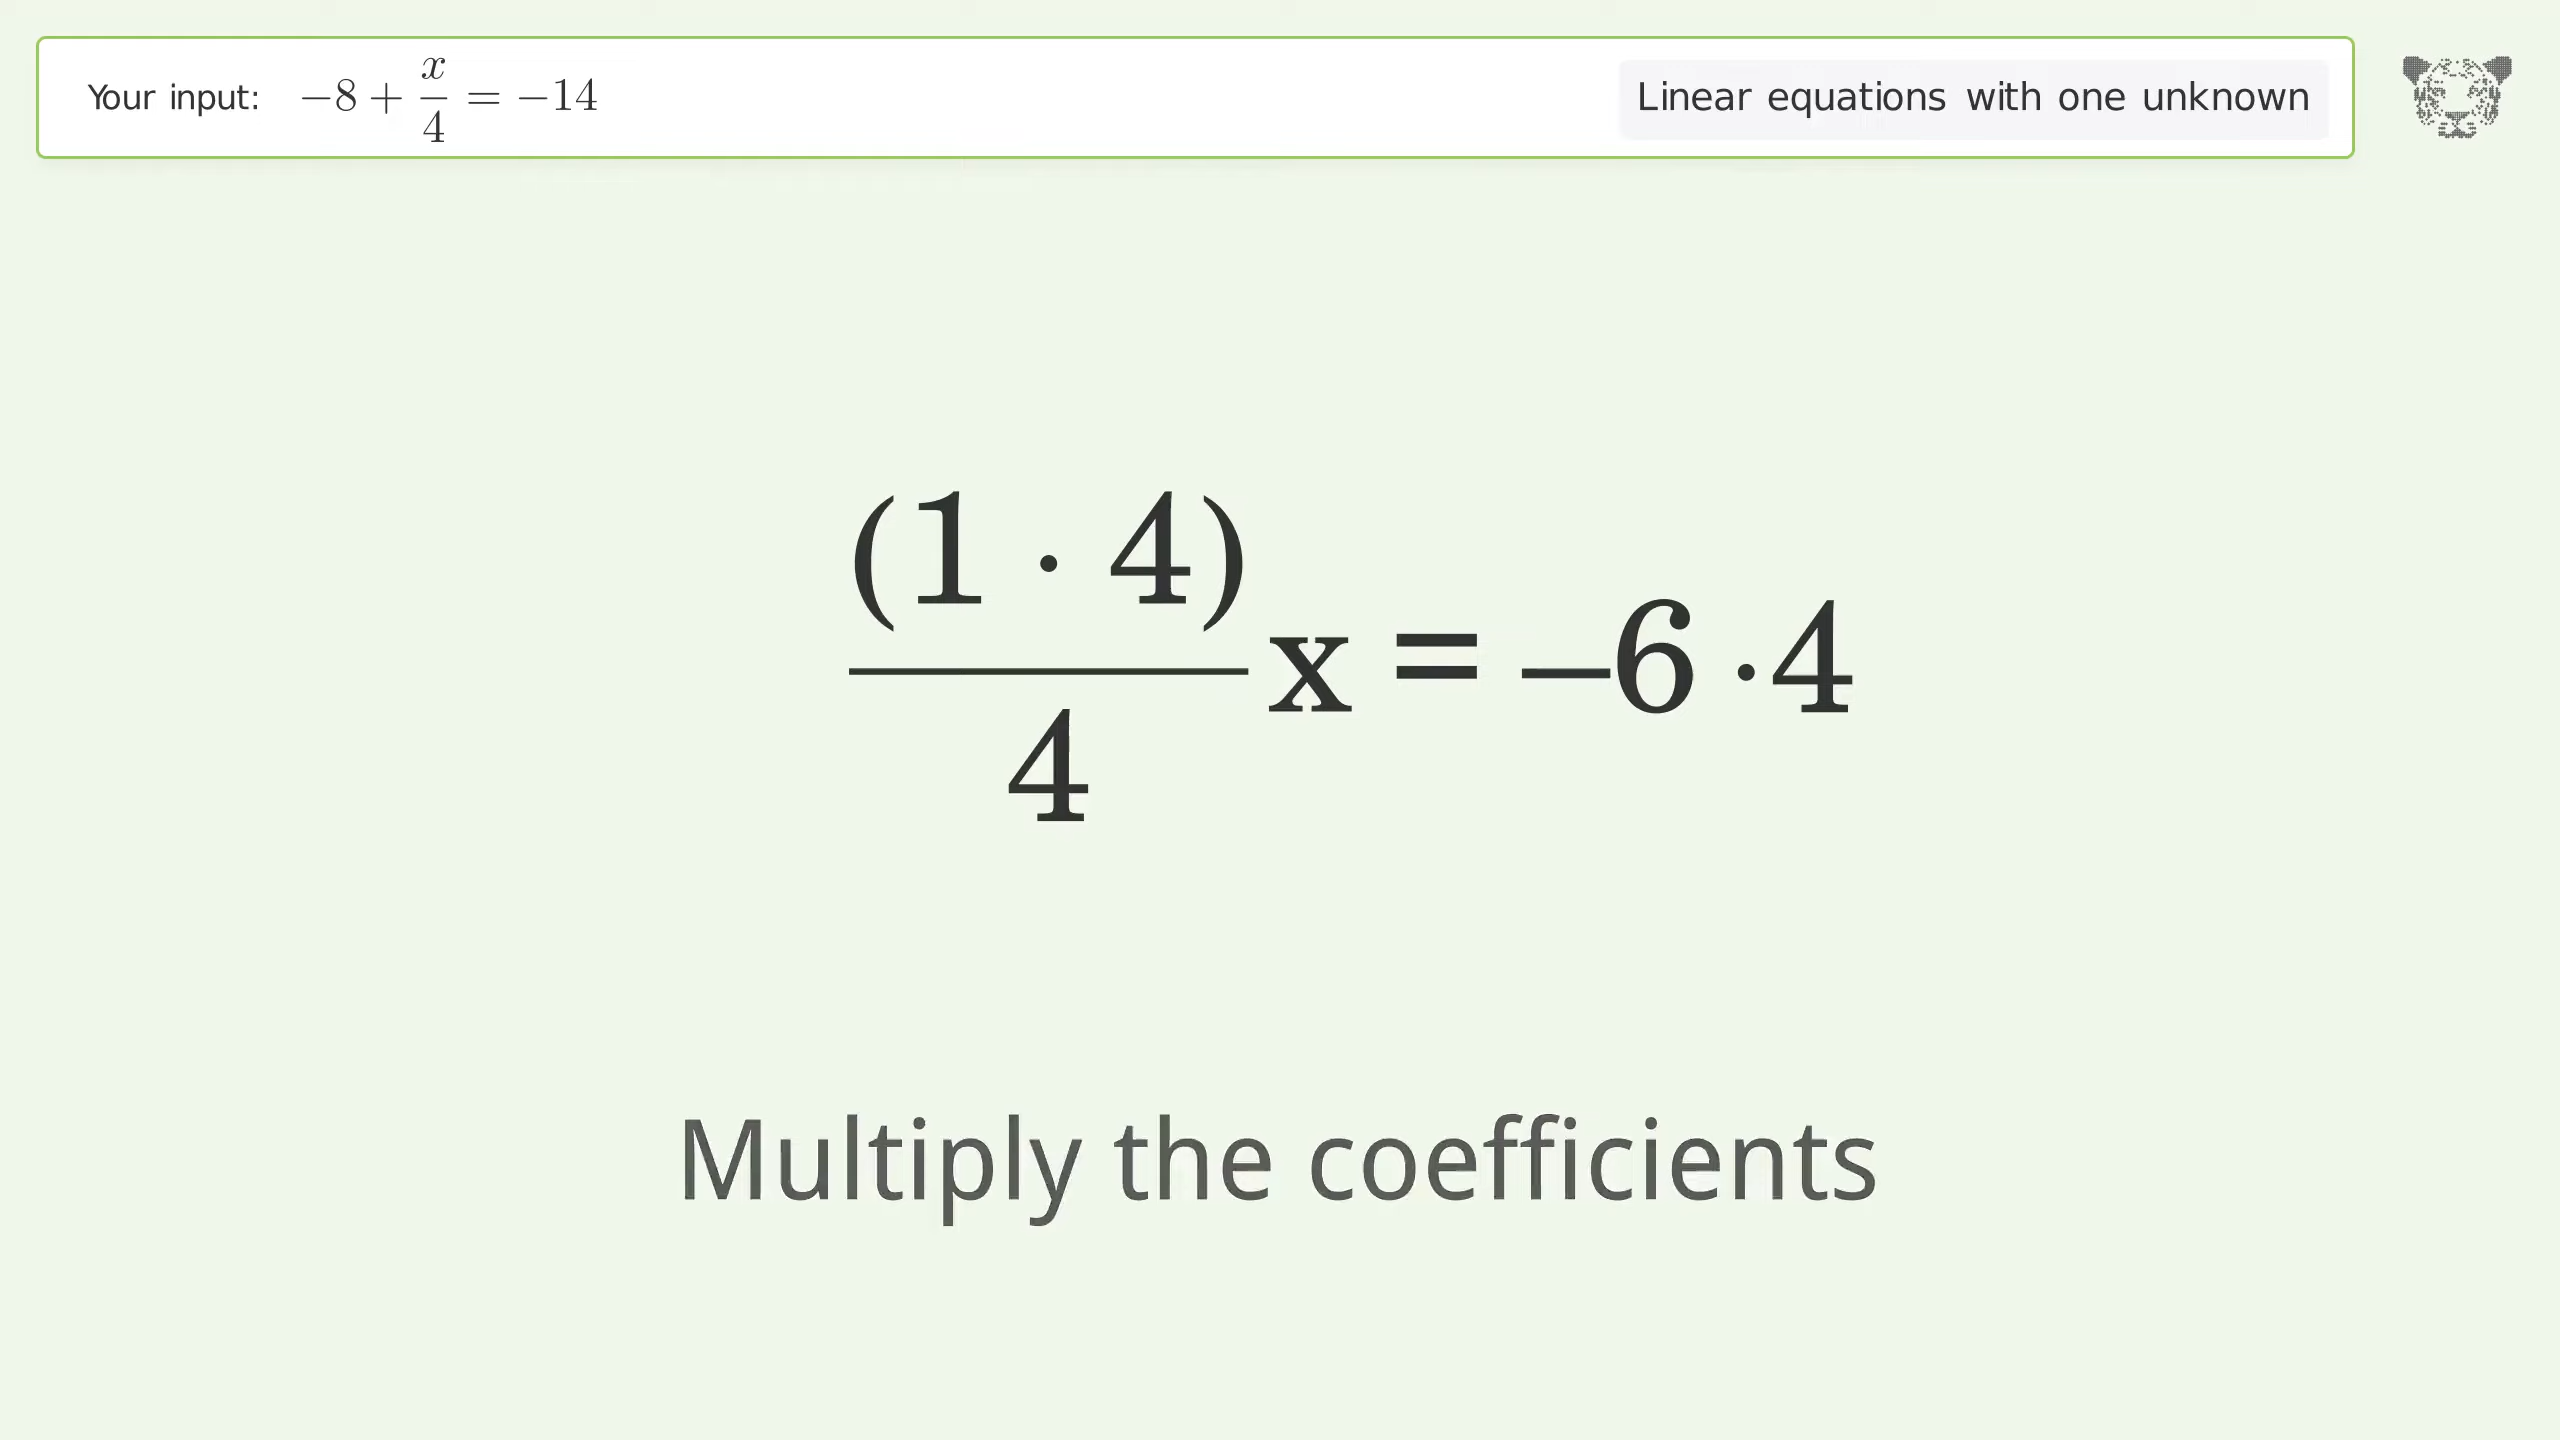 Your input: −8 + x/4 = −14
Linear equations with one unknown
(1 · 4)/4 x = −6 · 4
Multiply the coefficients